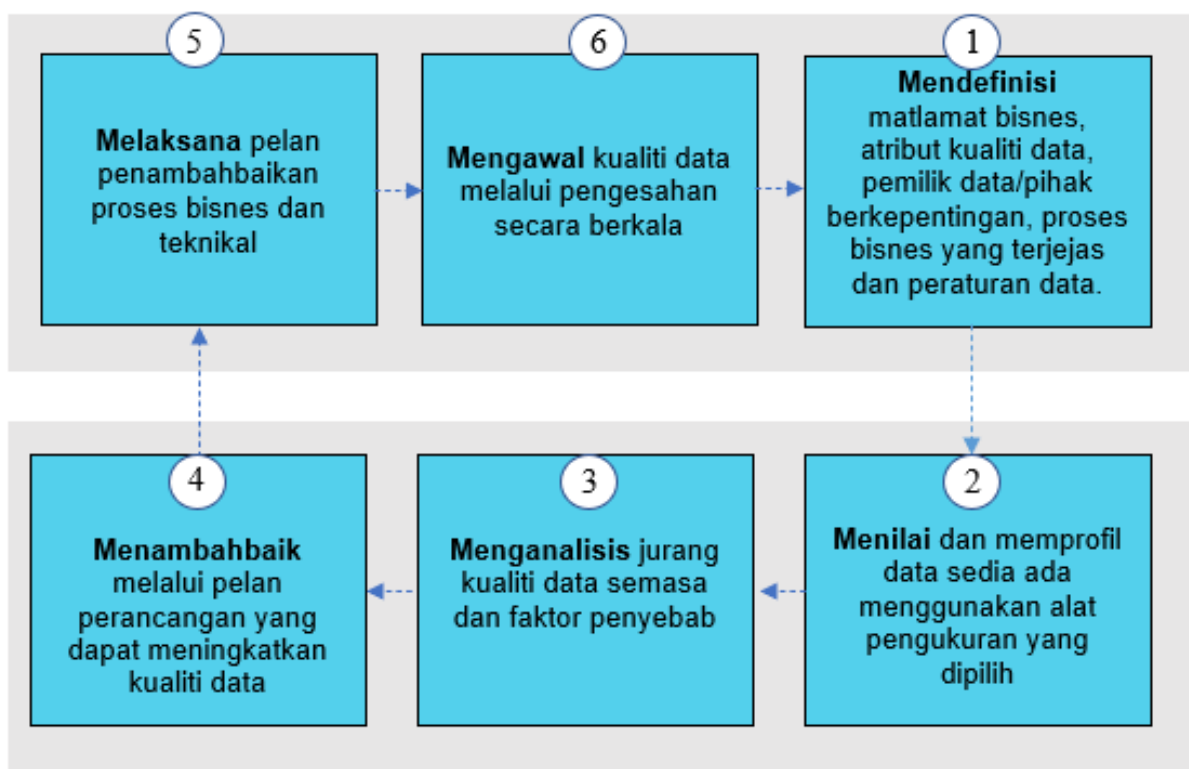 5
Melaksana pelan
penambahbaikan
proses bisnes dan
teknikal
6
Mengawal kualiti data
melalui pengesahan
secara berkala
1
Mendefinisi
matlamat bisnes,
atribut kualiti data,
pemilik data/pihak
berkepentingan, proses
bisnes yang terjejas
dan peraturan data.
4
Menambahbaik
melalui pelan
perancangan yang
dapat meningkatkan
kualiti data
3
Menganalisis jurang
kualiti data semasa
dan faktor penyebab
2
Menilai dan memprofil
data sedia ada
menggunakan alat
pengukuran yang
dipilih